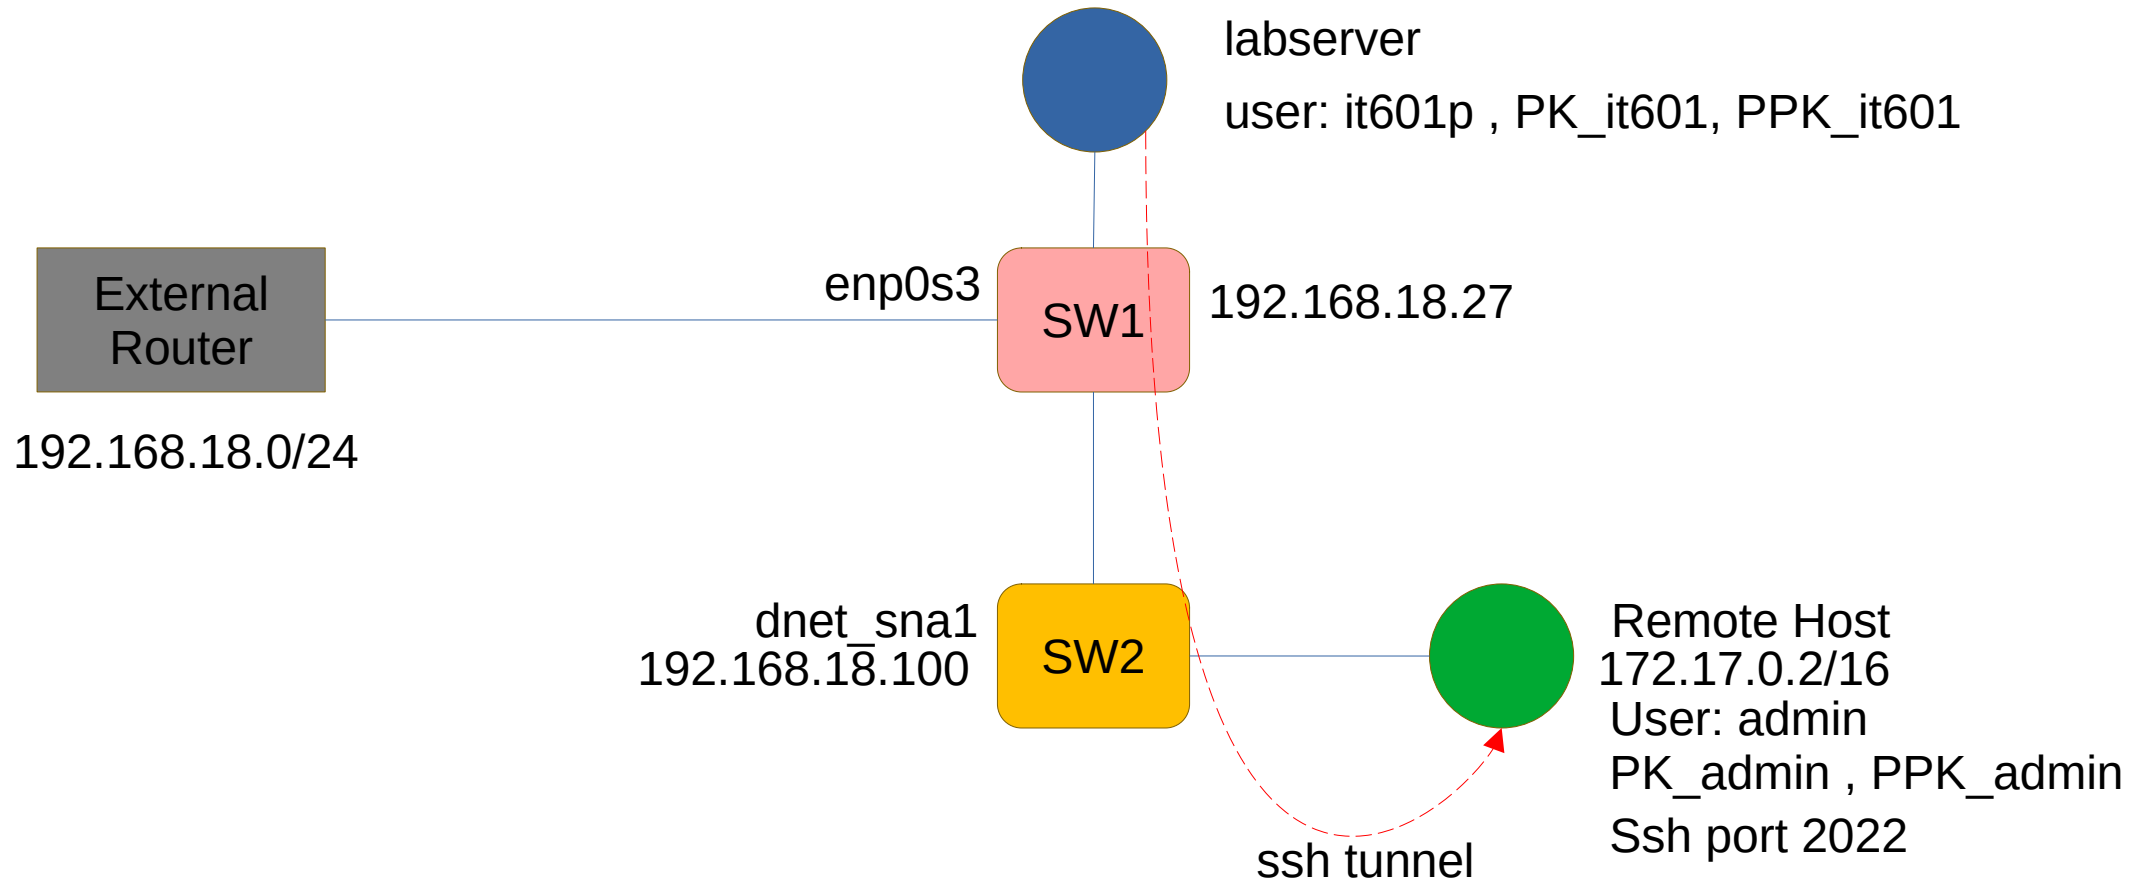 labserver
user: it601p , PK_it601, PPK_it601
External
Router
enp0s3
SW1
192.168.18.27
192.168.18.0/24
dnet_sna1
192.168.18.100
SW2
Remote Host
172.17.0.2/16
User: admin
PK_admin , PPK_admin
Ssh port 2022
ssh tunnel